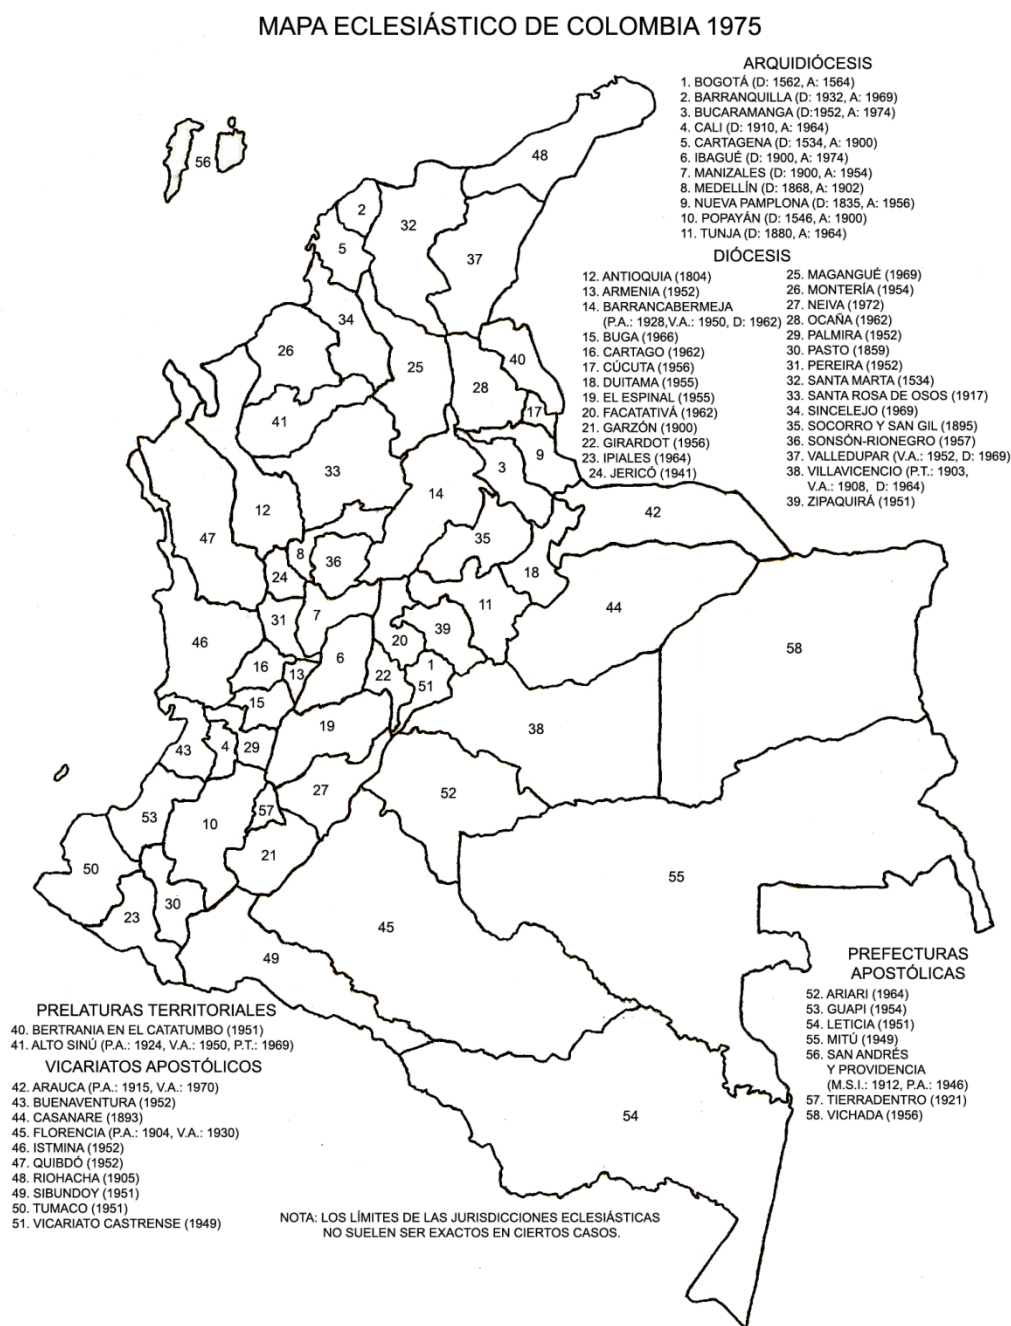 MAPA ECLESIÁSTICO DE COLOMBIA 1975
ARQUIDIÓCESIS
1. BOGOTÁ (D: 1562, A: 1564)
2. BARRANQUILLA (D: 1932, A: 1969)
3. BUCARAMANGA (D:1952, A: 1974)
4. CALI (D: 1910, A: 1964)
5. CARTAGENA (D: 1534, A: 1900)
6. IBAGUÉ (D: 1900, A: 1974)
7. MANIZALES (D: 1900, A: 1954)
8. MEDELLÍN (D: 1868, A: 1902)
9. NUEVA PAMPLONA (D: 1835, A: 1956)
10. POPAYÁN (D: 1546, A: 1900)
11. TUNJA (D: 1880, A: 1964)
DIÓCESIS
12. ANTIOQUIA (1804)
13. ARMENIA (1952)
14. BARRANCABERMEJA
(P.A.: 1928,V.A.: 1950, D: 1962)
15. BUGA (1966)
16. CARTAGO (1962)
17. CÚCUTA (1956)
18. DUITAMA (1955)
19. EL ESPINAL (1955)
20. FACATATIVÁ (1962)
21. GARZÓN (1900)
22. GIRARDOT (1956)
23. IPIALES (1964)
24. JERICÓ (1941)
25. MAGANGUÉ (1969)
26. MONTERÍA (1954)
27. NEIVA (1972)
28. OCAÑA (1962)
29. PALMIRA (1952)
30. PASTO (1859)
31. PEREIRA (1952)
32. SANTA MARTA (1534)
33. SANTA ROSA DE OSOS (1917)
34. SINCELEJO (1969)
35. SOCORRO Y SAN GIL (1895)
36. SONSÓN-RIONEGRO (1957)
37. VALLEDUPAR (V.A.: 1952, D: 1969)
38. VILLAVICENCIO (P.T.: 1903,
V.A.: 1908, D: 1964)
39. ZIPAQUIRÁ (1951)
56
48
2
32
5
37
34
26
25
40
28
41
17
9
3
33
14
12
42
47
35
8
36
24
18
11
44
7
31
39
20
46
6
58
16
1
13
22
51
15
19
38
4
29
43
27
52
57
53
10
21
50
55
30
23
45
49
54
PRELATURAS TERRITORIALES
40. BERTRANIA EN EL CATATUMBO (1951)
41. ALTO SINÚ (P.A.: 1924, V.A.: 1950, P.T.: 1969)
VICARIATOS APOSTÓLICOS
42. ARAUCA (P.A.: 1915, V.A.: 1970)
43. BUENAVENTURA (1952)
44. CASANARE (1893)
45. FLORENCIA (P.A.: 1904, V.A.: 1930)
46. ISTMINA (1952)
47. QUIBDÓ (1952)
48. RIOHACHA (1905)
49. SIBUNDOY (1951)
50. TUMACO (1951)
51. VICARIATO CASTRENSE (1949)
PREFECTURAS
APOSTÓLICAS
52. ARIARI (1964)
53. GUAPI (1954)
54. LETICIA (1951)
55. MITÚ (1949)
56. SAN ANDRÉS
Y PROVIDENCIA
(M.S.I.: 1912, P.A.: 1946)
57. TIERRADENTRO (1921)
58. VICHADA (1956)
NOTA: LOS LÍMITES DE LAS JURISDICCIONES ECLESIÁSTICAS
NO SUELEN SER EXACTOS EN CIERTOS CASOS.